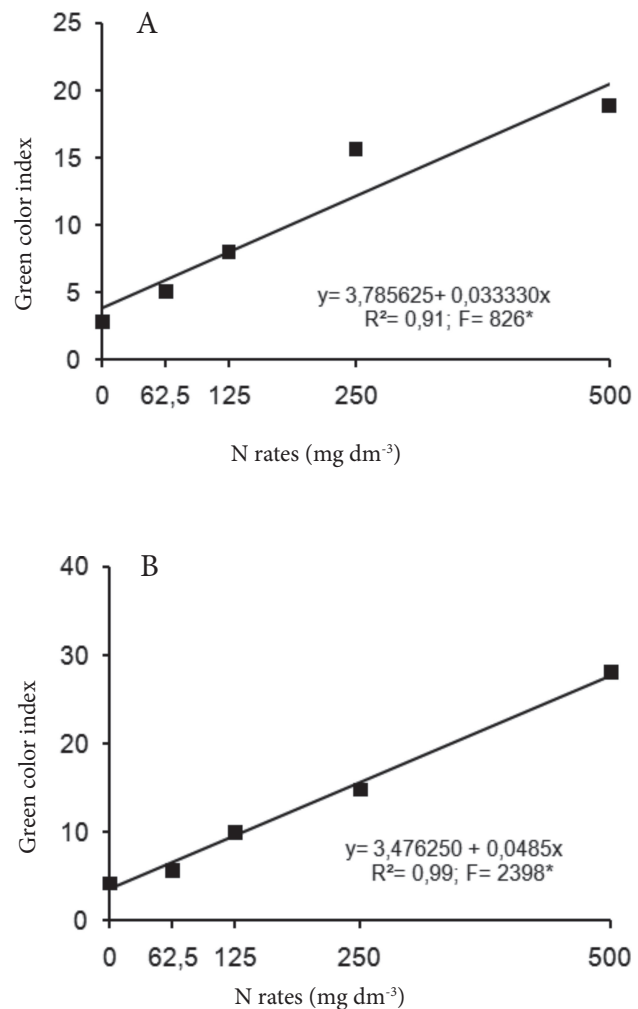 A
25
20
15
10
5
0
Green color index
y= 3,785625+ 0,033330x
R²= 0,91; F= 826*
0 62,5 125 250 500
N rates (mg dm⁻³)
B
40
30
20
10
0
Green color index
y= 3,476250 + 0,0485x
R²= 0,99; F= 2398*
0 62,5 125 250 500
N rates (mg dm⁻³)